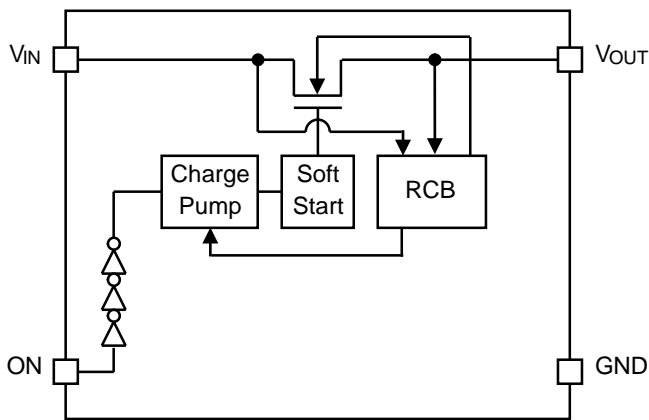 VIN
VOUT
Charge
Pump
Soft
Start
RCB
ON
GND